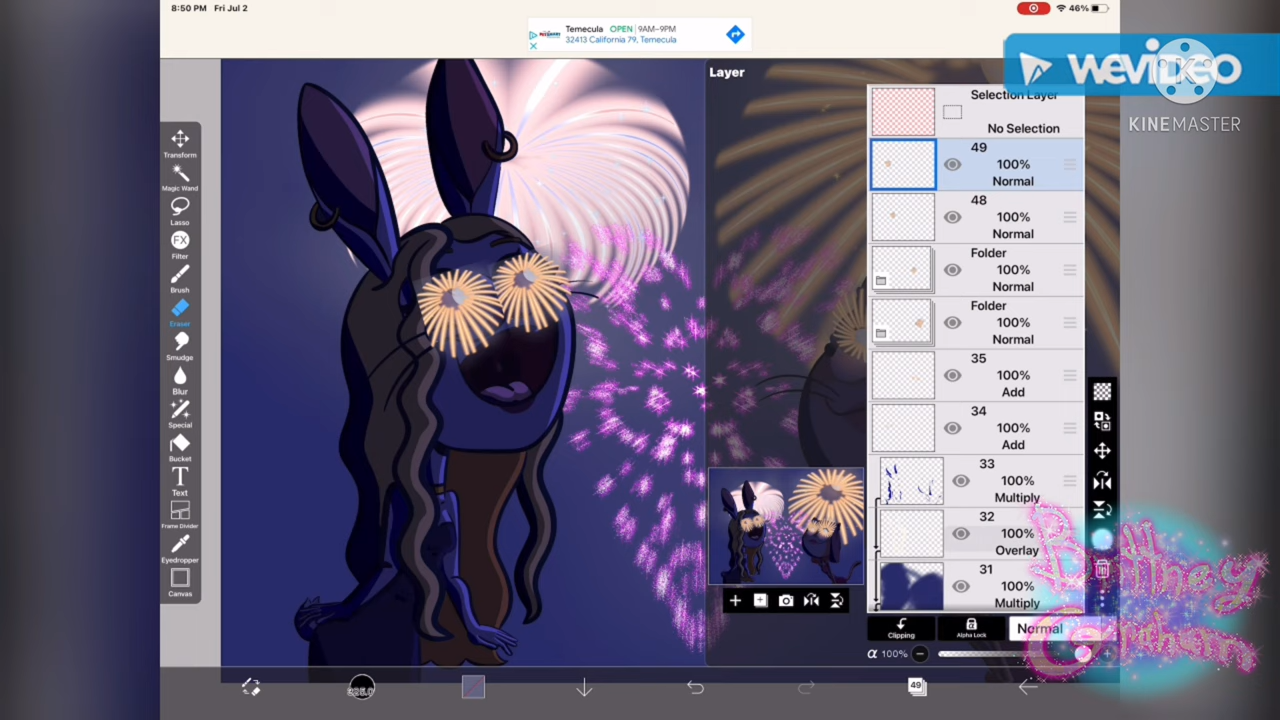 8:50 PM Fri Jul 2
46%
Temecula OPEN 9AM–9PM
32413 California 79, Temecula
Layer
WeVideo
KINEMASTER
Selection Layer
No Selection
49
100%
Normal
48
100%
Normal
Folder
100%
Normal
Folder
100%
Normal
35
100%
Add
34
100%
Add
33
100%
Multiply
32
100%
Overlay
31
100%
Multiply
Clipping
Alpha Lock
Normal
α 100%
Transform
Magic Wand
Lasso
FX
Filter
Brush
Eraser
Smudge
Blur
Special
Bucket
T
Text
Frame Divider
Eyedropper
Canvas
49